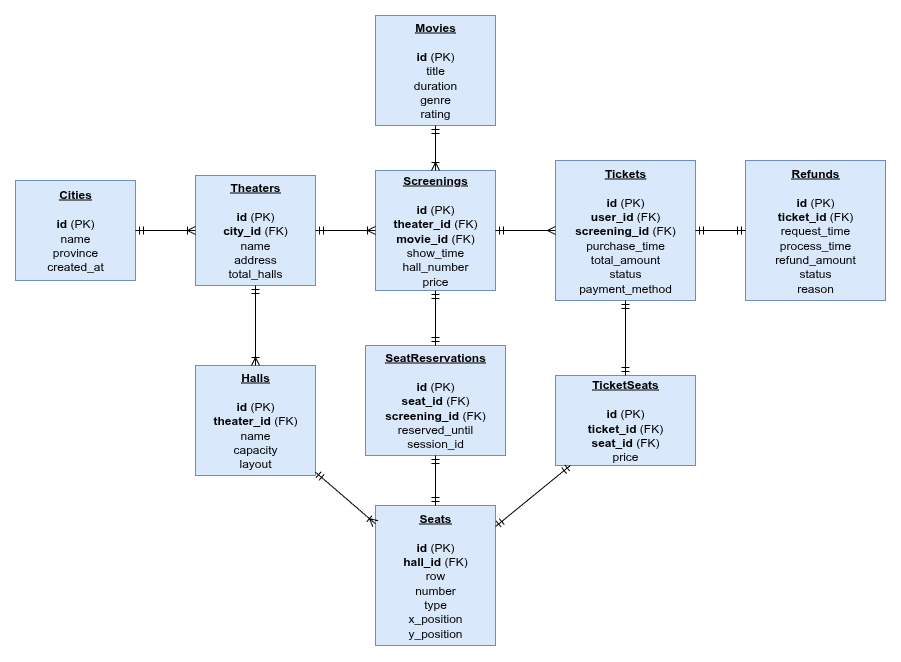 Movies
id (PK)
title
duration
genre
rating
Cities
id (PK)
name
province
created_at
Theaters
id (PK)
city_id (FK)
name
address
total_halls
Screenings
id (PK)
theater_id (FK)
movie_id (FK)
show_time
hall_number
price
Tickets
id (PK)
user_id (FK)
screening_id (FK)
purchase_time
total_amount
status
payment_method
Refunds
id (PK)
ticket_id (FK)
request_time
process_time
refund_amount
status
reason
Halls
id (PK)
theater_id (FK)
name
capacity
layout
SeatReservations
id (PK)
seat_id (FK)
screening_id (FK)
reserved_until
session_id
TicketSeats
id (PK)
ticket_id (FK)
seat_id (FK)
price
Seats
id (PK)
hall_id (FK)
row
number
type
x_position
y_position